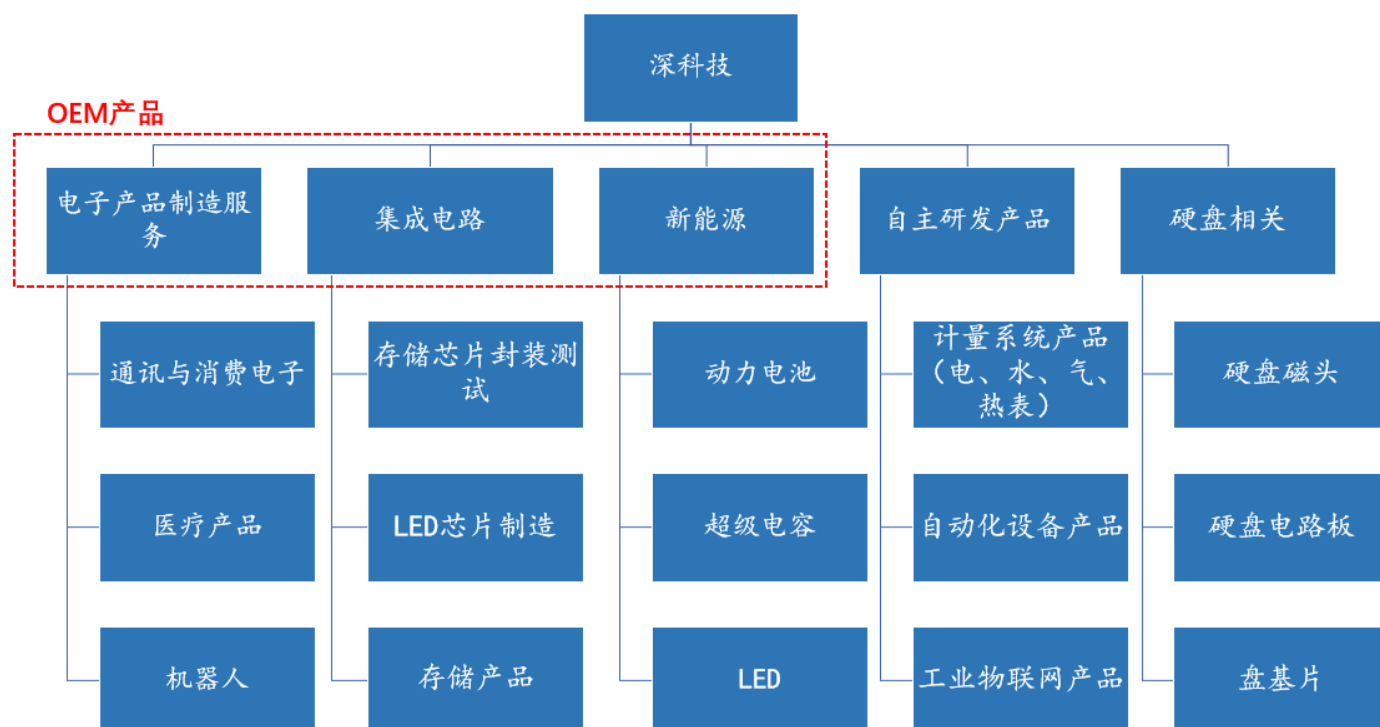 深科技
OEM产品
电子产品制造服
务
集成电路
新能源
自主研发产品
硬盘相关
通讯与消费电子
存储芯片封装测
试
动力电池
计量系统产品
（电、水、气、
热表）
硬盘磁头
医疗产品
LED芯片制造
超级电容
自动化设备产品
硬盘电路板
机器人
存储产品
LED
工业物联网产品
盘基片